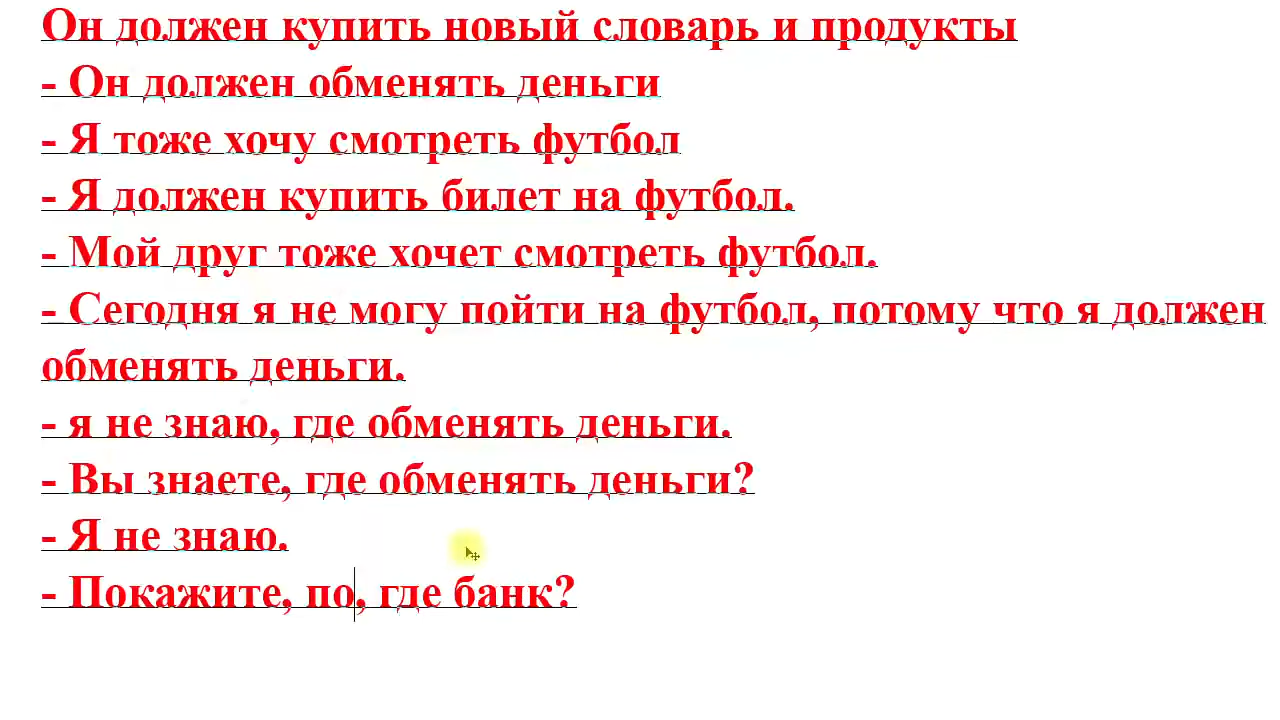 Он должен купить новый словарь и продукты
- Он должен обменять деньги
- Я тоже хочу смотреть футбол
- Я должен купить билет на футбол.
- Мой друг тоже хочет смотреть футбол.
- Сегодня я не могу пойти на футбол, потому что я должен
обменять деньги.
- я не знаю, где обменять деньги.
- Вы знаете, где обменять деньги?
- Я не знаю.
- Покажите, по, где банк?